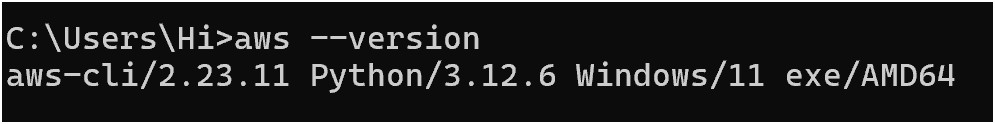 C:\Users\Hi>aws --version
aws-cli/2.23.11 Python/3.12.6 Windows/11 exe/AMD64